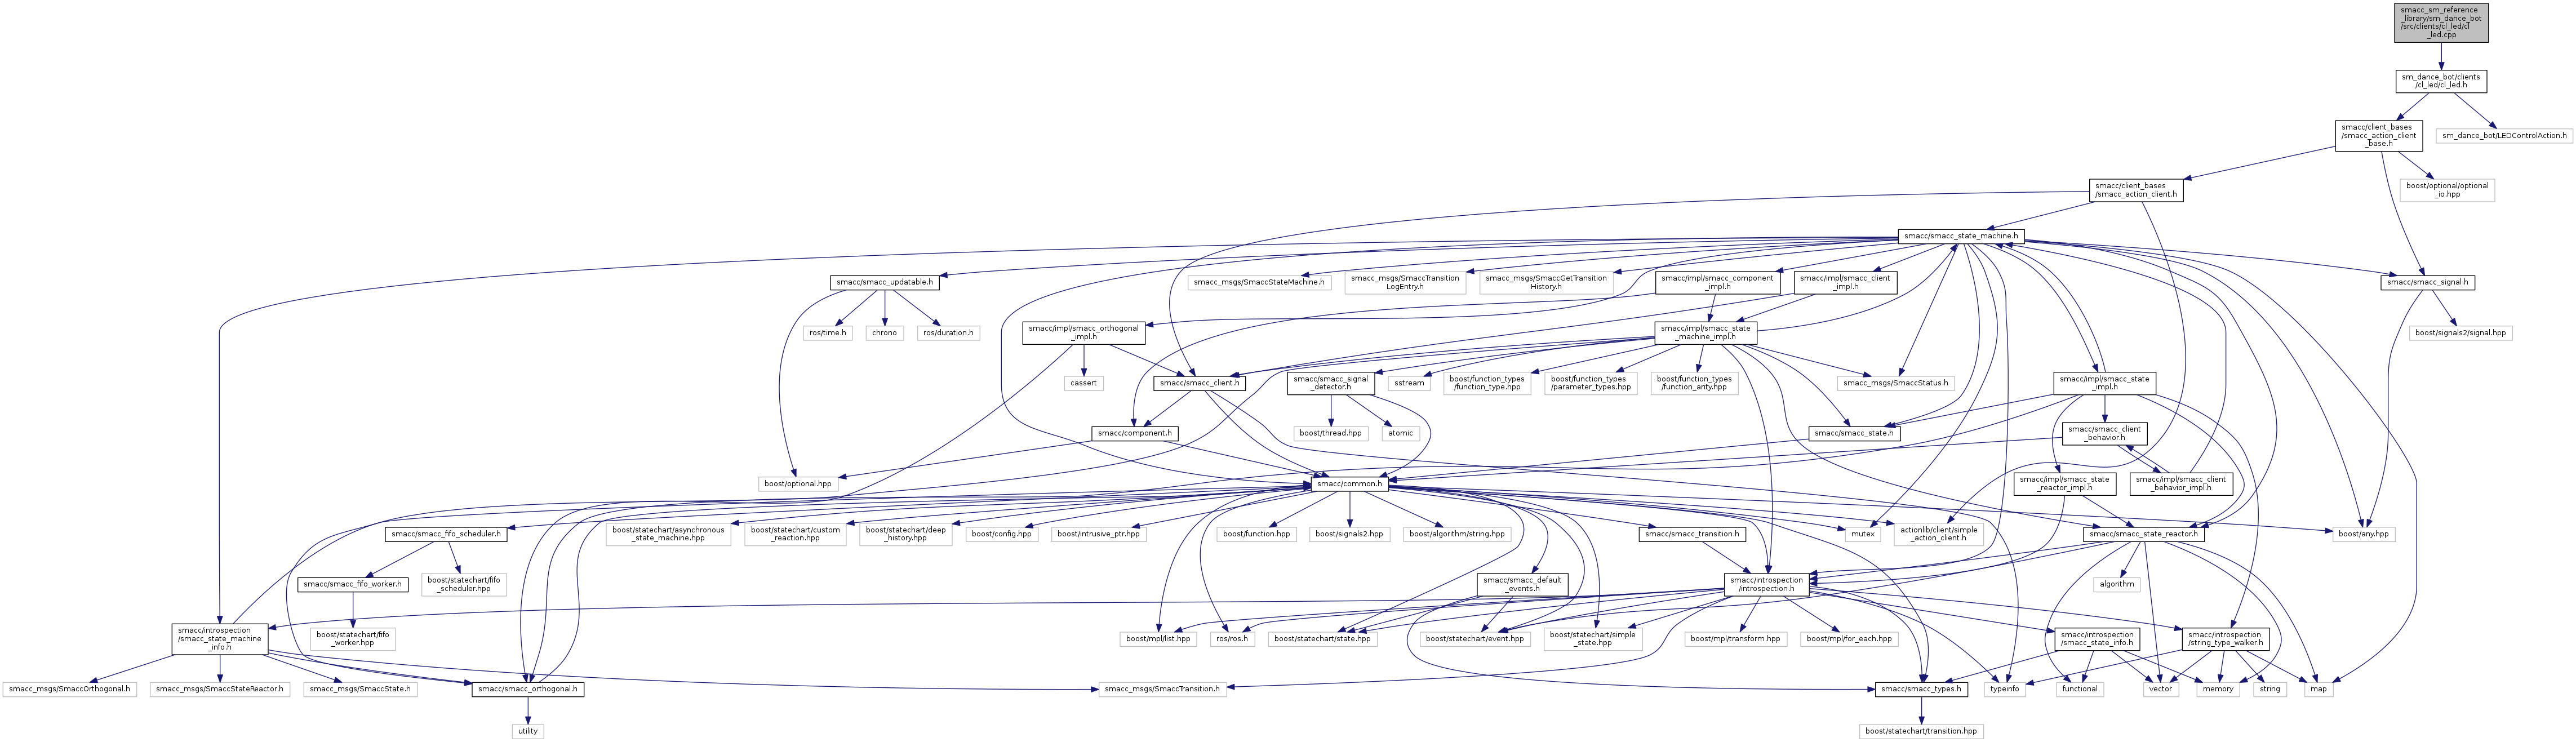 smacc_sm_reference
_library/sm_dance_bot
/src/clients/cl_led/cl
_led.cpp
sm_dance_bot/clients
/cl_led/cl_led.h
smacc/client_bases
/smacc_action_client
_base.h
sm_dance_bot/LEDControlAction.h
smacc/client_bases
/smacc_action_client.h
boost/optional/optional
_io.hpp
smacc/smacc_state_machine.h
smacc/smacc_updatable.h
smacc_msgs/SmaccStateMachine.h
smacc_msgs/SmaccTransition
LogEntry.h
smacc_msgs/SmaccGetTransition
History.h
smacc/impl/smacc_component
_impl.h
smacc/impl/smacc_client
_impl.h
smacc/smacc_signal.h
ros/time.h
chrono
ros/duration.h
smacc/impl/smacc_orthogonal
_impl.h
smacc/impl/smacc_state
_machine_impl.h
boost/signals2/signal.hpp
cassert
smacc/smacc_client.h
smacc/smacc_signal
_detector.h
sstream
boost/function_types
/function_type.hpp
boost/function_types
/parameter_types.hpp
boost/function_types
/function_arity.hpp
smacc_msgs/SmaccStatus.h
smacc/impl/smacc_state
_impl.h
smacc/component.h
boost/thread.hpp
atomic
smacc/smacc_state.h
smacc/smacc_client
_behavior.h
boost/optional.hpp
smacc/common.h
smacc/impl/smacc_state
_reactor_impl.h
smacc/impl/smacc_client
_behavior_impl.h
smacc/smacc_fifo_scheduler.h
boost/statechart/asynchronous
_state_machine.hpp
boost/statechart/custom
_reaction.hpp
boost/statechart/deep
_history.hpp
boost/config.hpp
boost/intrusive_ptr.hpp
boost/function.hpp
boost/signals2.hpp
boost/algorithm/string.hpp
smacc/smacc_transition.h
mutex
actionlib/client/simple
_action_client.h
smacc/smacc_state_reactor.h
boost/any.hpp
smacc/smacc_fifo_worker.h
boost/statechart/fifo
_scheduler.hpp
smacc/smacc_default
_events.h
smacc/introspection
/introspection.h
algorithm
smacc/introspection
/smacc_state_machine
_info.h
boost/statechart/fifo
_worker.hpp
boost/mpl/list.hpp
ros/ros.h
boost/statechart/state.hpp
boost/statechart/event.hpp
boost/statechart/simple
_state.hpp
boost/mpl/transform.hpp
boost/mpl/for_each.hpp
smacc/introspection
/smacc_state_info.h
smacc/introspection
/string_type_walker.h
smacc_msgs/SmaccOrthogonal.h
smacc_msgs/SmaccStateReactor.h
smacc_msgs/SmaccState.h
smacc/smacc_orthogonal.h
smacc_msgs/SmaccTransition.h
smacc/smacc_types.h
typeinfo
functional
vector
memory
string
map
utility
boost/statechart/transition.hpp